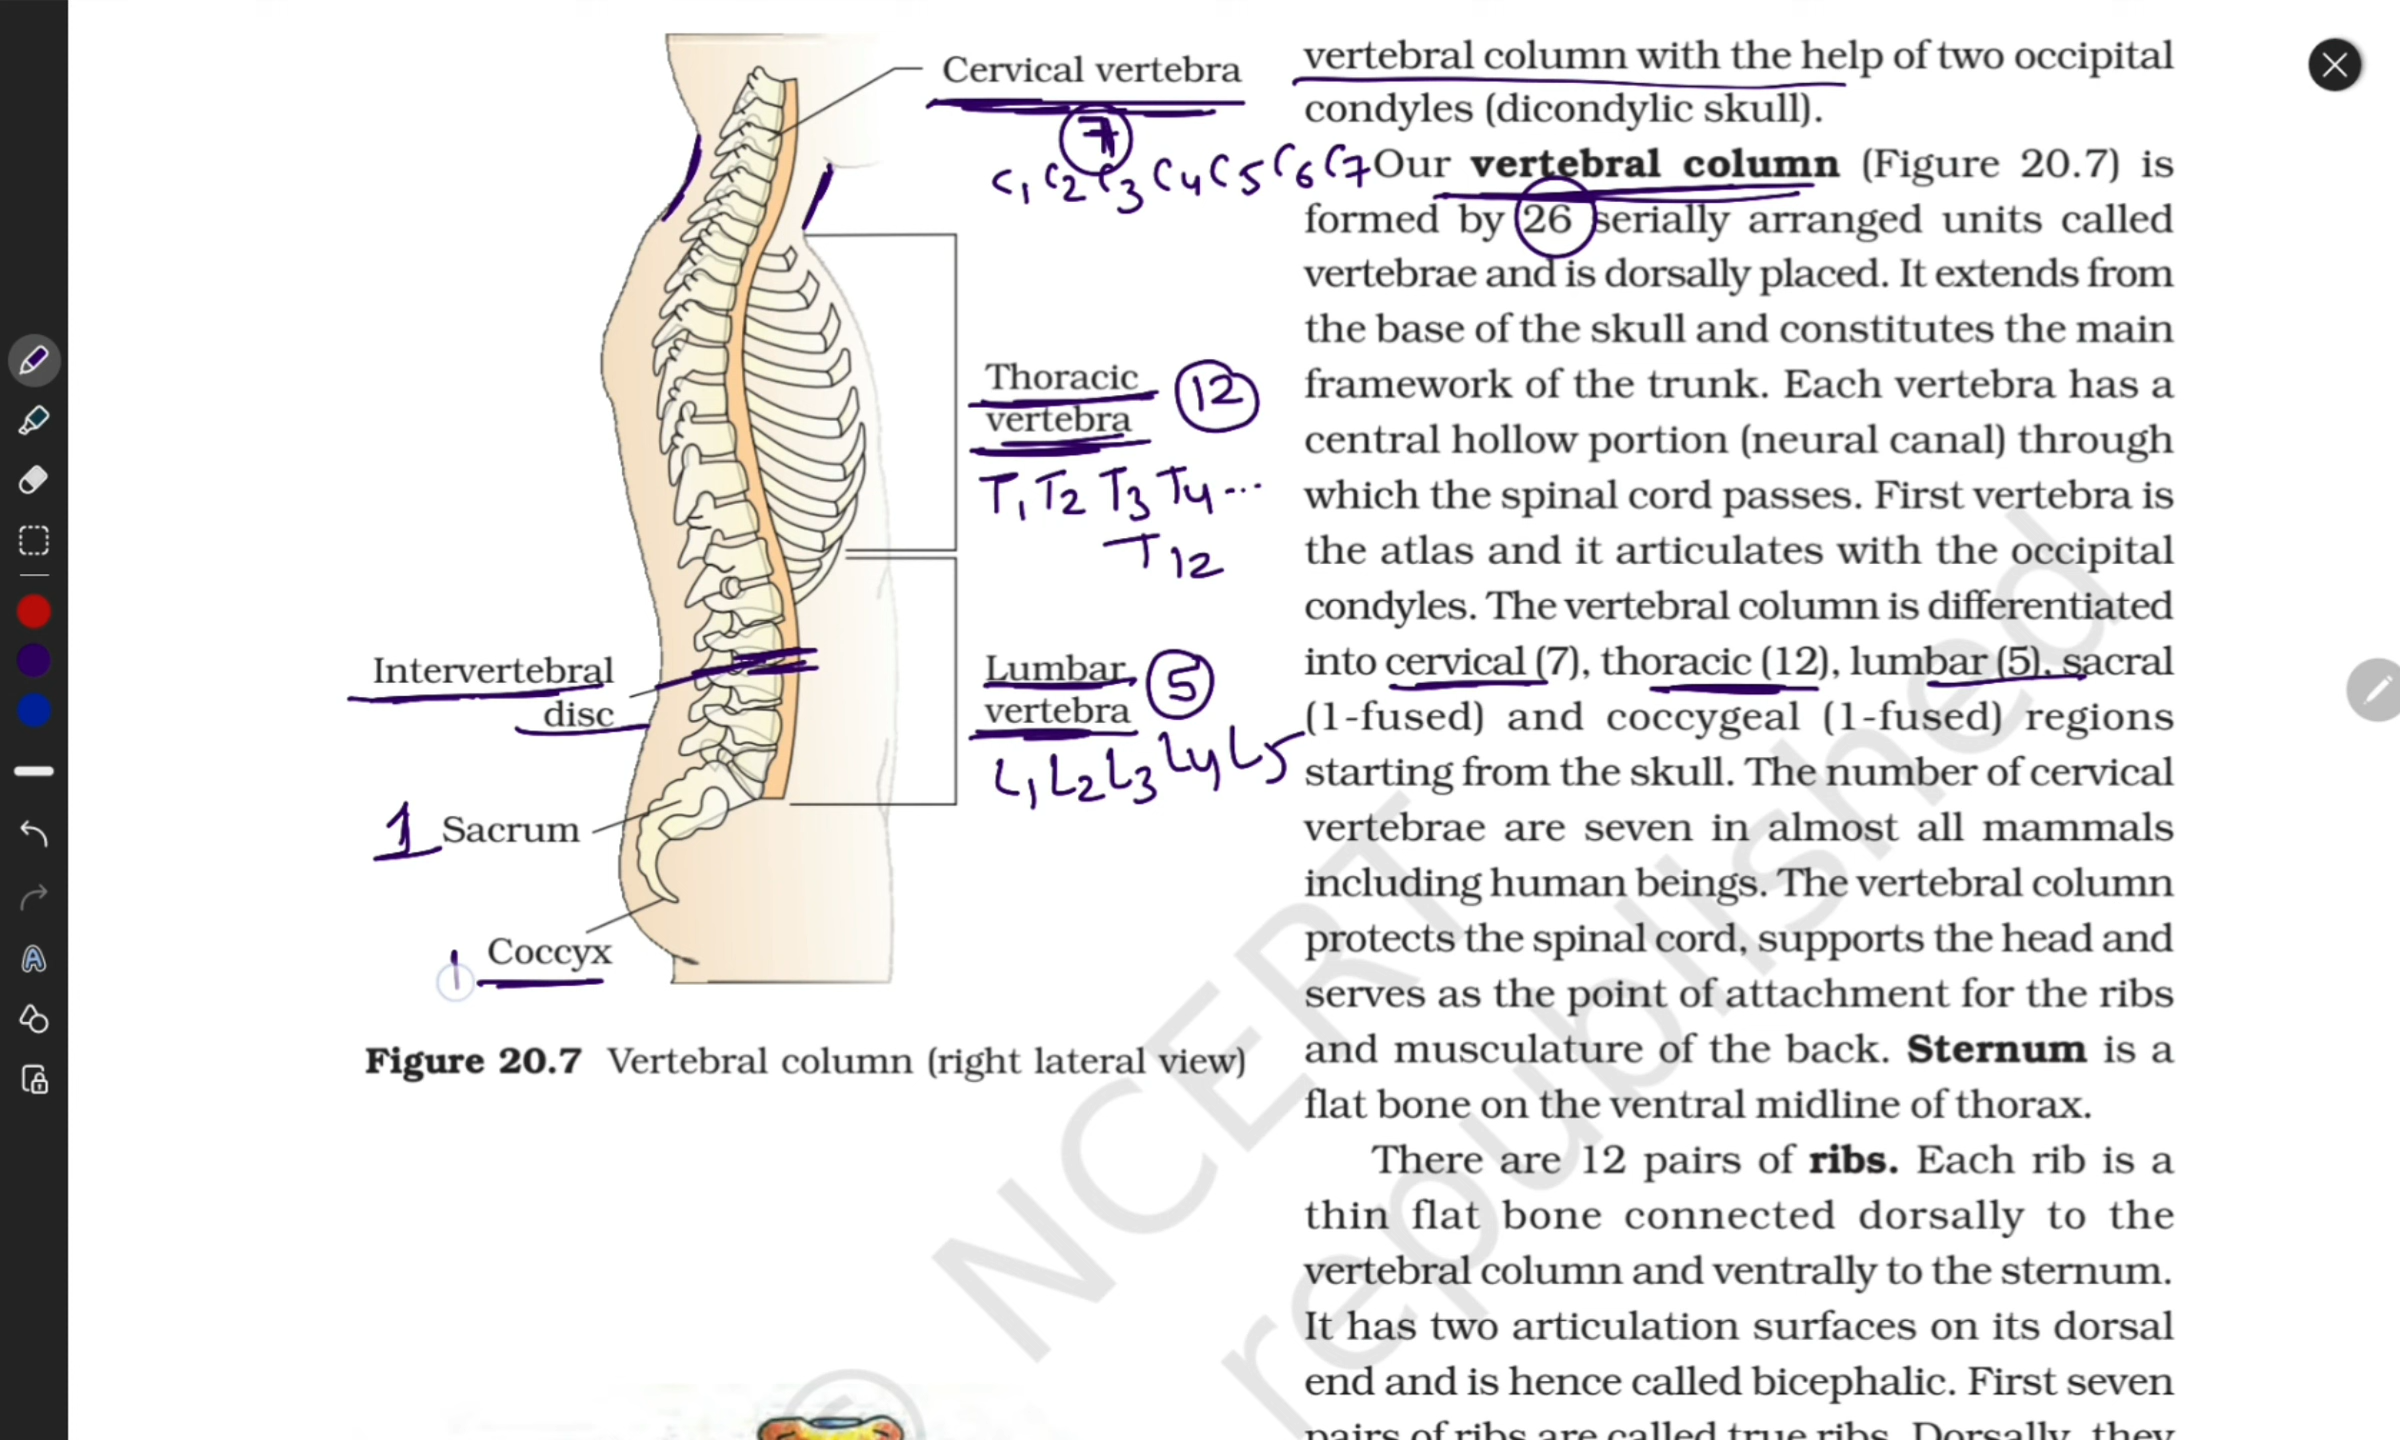 Cervical vertebra
7
C1 C2 C3 C4 C5 C6 C7
Thoracic
vertebra
12
T1 T2 T3 T4 ...
T12
Intervertebral
disc
Lumbar
vertebra
5
L1 L2 L3 L4 L5
1 Sacrum
1 Coccyx
Figure 20.7 Vertebral column (right lateral view)
vertebral column with the help of two occipital
condyles (dicondylic skull).
Our vertebral column (Figure 20.7) is
formed by 26 serially arranged units called
vertebrae and is dorsally placed. It extends from
the base of the skull and constitutes the main
framework of the trunk. Each vertebra has a
central hollow portion (neural canal) through
which the spinal cord passes. First vertebra is
the atlas and it articulates with the occipital
condyles. The vertebral column is differentiated
into cervical (7), thoracic (12), lumbar (5), sacral
(1-fused) and coccygeal (1-fused) regions
starting from the skull. The number of cervical
vertebrae are seven in almost all mammals
including human beings. The vertebral column
protects the spinal cord, supports the head and
serves as the point of attachment for the ribs
and musculature of the back. Sternum is a
flat bone on the ventral midline of thorax.
There are 12 pairs of ribs. Each rib is a
thin flat bone connected dorsally to the
vertebral column and ventrally to the sternum.
It has two articulation surfaces on its dorsal
end and is hence called bicephalic. First seven
pairs of ribs are called true ribs. Dorsally, they
© NCERT
republished